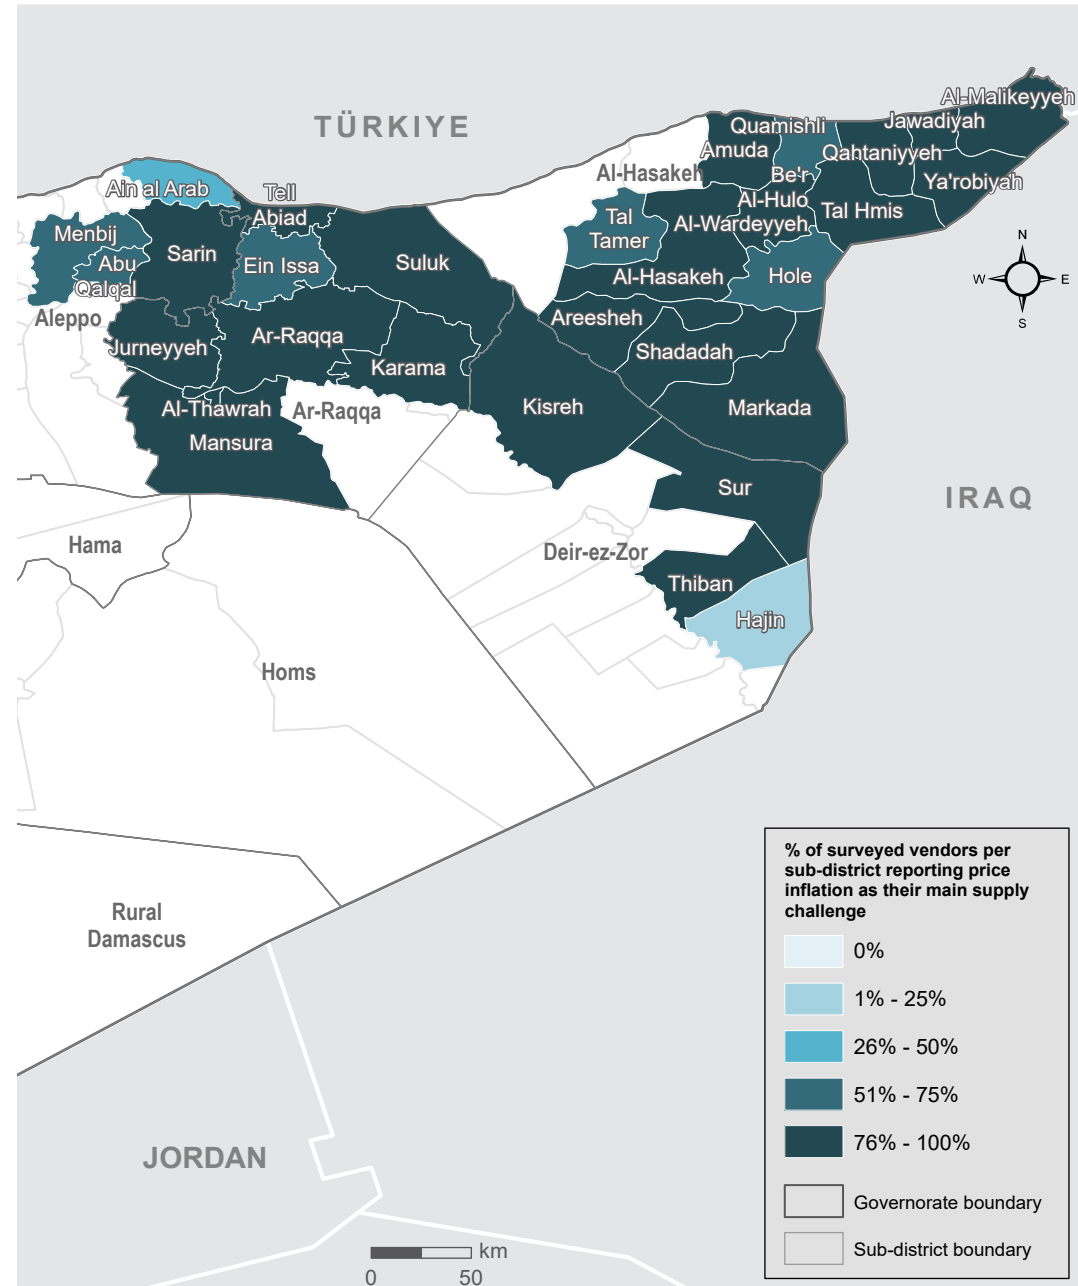 TÜRKIYE
Al-Malikeyyeh
Quamishli
Jawadiyah
Amuda
Qahtaniyyeh
Al-Hasakeh
Be'r
Ya'robiyah
Ain al Arab
Tell
Abiad
Al-Hulo
Al-Wardeyyeh
Tal Hmis
Tal
Tamer
Menbij
Sarin
Abu
Qalqal
Ein Issa
Suluk
Al-Hasakeh
Hole
N
W
E
S
Aleppo
Areesheh
Jurneyyeh
Ar-Raqqa
Shadadah
Karama
Al-Thawrah
Ar-Raqqa
Kisreh
Markada
Mansura
Sur
IRAQ
Hama
Deir-ez-Zor
Thiban
Hajin
Homs
Rural
Damascus
JORDAN
% of surveyed vendors per
sub-district reporting price
inflation as their main supply
challenge
0%
1% - 25%
26% - 50%
51% - 75%
76% - 100%
Governorate boundary
Sub-district boundary
km
0 50